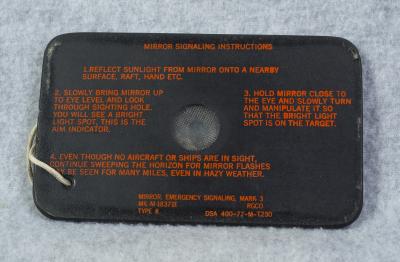 MIRROR SIGNALING INSTRUCTIONS
1. REFLECT SUNLIGHT FROM MIRROR ONTO A NEARBY
SURFACE, RAFT, HAND ETC.
2. SLOWLY BRING MIRROR UP
TO EYE LEVEL AND LOOK
THROUGH SIGHTING HOLE.
YOU WILL SEE A BRIGHT
LIGHT SPOT, THIS IS THE
AIM INDICATOR.
3. HOLD MIRROR CLOSE TO
THE EYE AND SLOWLY TURN
AND MANIPULATE IT SO
THAT THE BRIGHT LIGHT
SPOT IS ON THE TARGET.
4. EVEN THOUGH NO AIRCRAFT OR SHIPS ARE IN SIGHT,
CONTINUE SWEEPING THE HORIZON FOR MIRROR FLASHES
MAY BE SEEN FOR MANY MILES, EVEN IN HAZY WEATHER.
MIRROR, EMERGENCY SIGNALING, MARK 3
RGCO
TYPE
DSA 400-77-M-7230